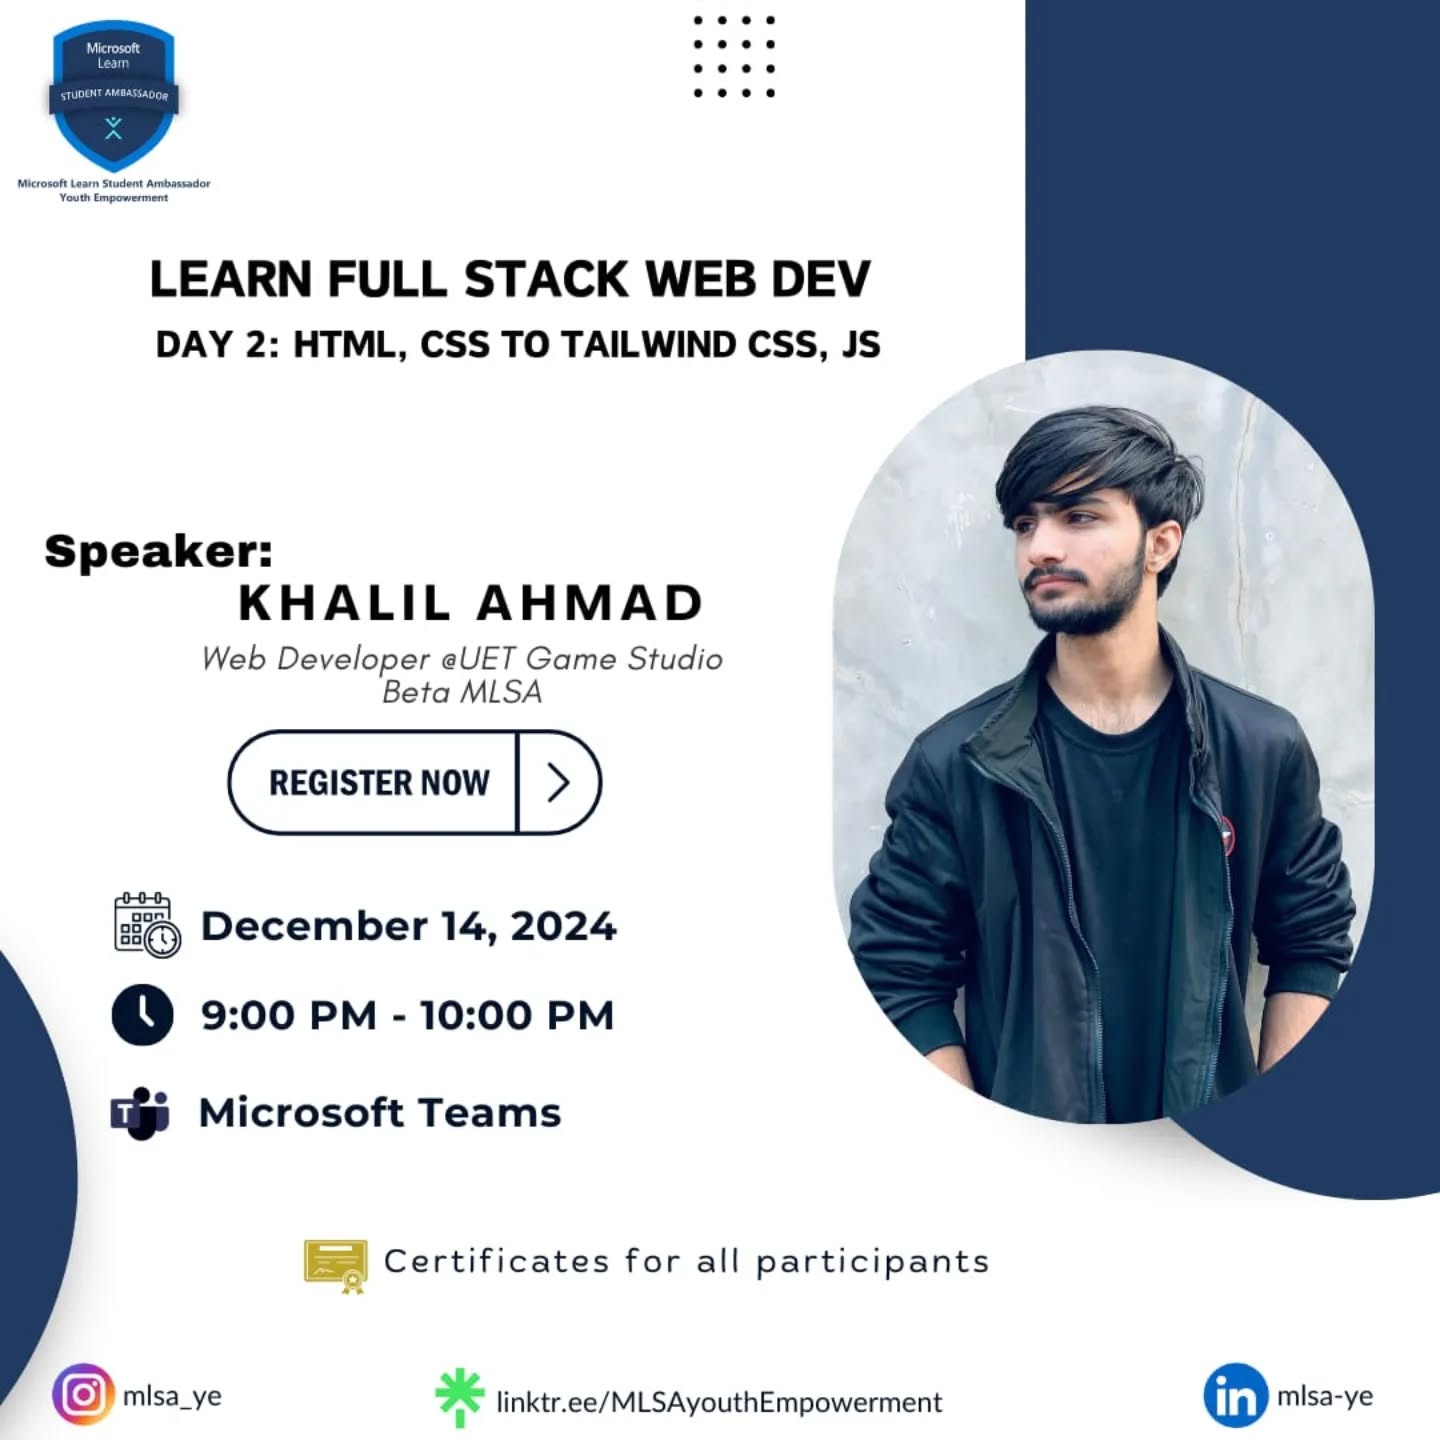 Microsoft
Learn
STUDENT AMBASSADOR
Microsoft Learn Student Ambassador
Youth Empowerment
LEARN FULL STACK WEB DEV
DAY 2: HTML, CSS TO TAILWIND CSS, JS
Speaker:
KHALIL AHMAD
Web Developer @UET Game Studio
Beta MLSA
REGISTER NOW
December 14, 2024
9:00 PM - 10:00 PM
T
Microsoft Teams
Certificates for all participants
mlsa_ye
linktr.ee/MLSAyouthEmpowerment
in
mlsa-ye